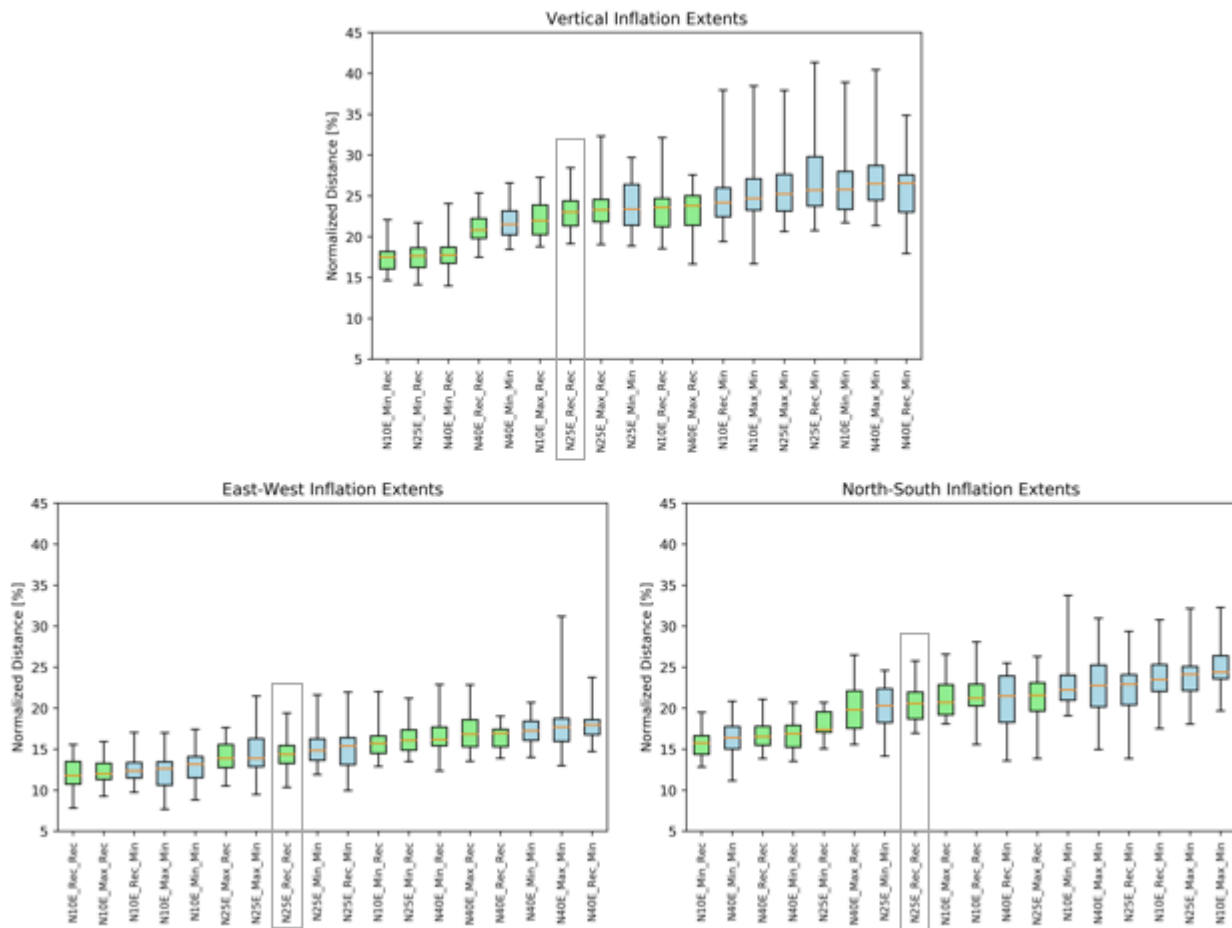 Vertical Inflation Extents
Normalized Distance [%]
45
40
35
30
25
20
15
10
5
N10E_Min_Rec
N25E_Min_Rec
N40E_Min_Rec
N40E_Rec_Rec
N40E_Min_Min
N10E_Max_Rec
N25E_Rec_Rec
N25E_Max_Rec
N25E_Min_Min
N10E_Rec_Rec
N40E_Max_Rec
N10E_Rec_Min
N10E_Max_Min
N25E_Max_Min
N25E_Rec_Min
N10E_Min_Min
N40E_Max_Min
N40E_Rec_Min
East-West Inflation Extents
Normalized Distance [%]
45
40
35
30
25
20
15
10
5
N10E_Rec_Rec
N10E_Max_Rec
N10E_Rec_Min
N10E_Max_Min
N10E_Min_Min
N25E_Max_Rec
N25E_Max_Min
N25E_Rec_Rec
N25E_Min_Min
N25E_Rec_Min
N10E_Min_Rec
N25E_Min_Rec
N40E_Min_Rec
N40E_Max_Rec
N40E_Rec_Rec
N40E_Min_Min
N40E_Max_Min
N40E_Rec_Min
North-South Inflation Extents
Normalized Distance [%]
45
40
35
30
25
20
15
10
5
N10E_Min_Rec
N40E_Min_Min
N40E_Rec_Rec
N40E_Min_Rec
N25E_Min_Rec
N40E_Max_Rec
N25E_Min_Min
N25E_Rec_Rec
N10E_Max_Rec
N10E_Rec_Rec
N40E_Rec_Min
N25E_Max_Rec
N10E_Min_Min
N40E_Max_Min
N25E_Rec_Min
N10E_Rec_Min
N25E_Max_Min
N10E_Max_Min